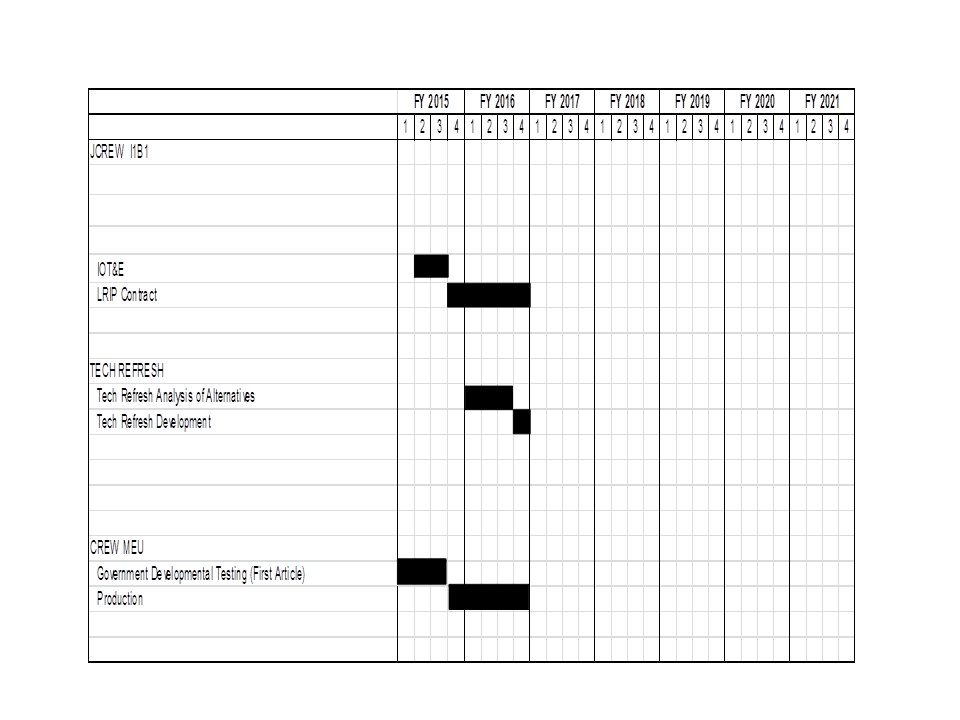 FY 2015 FY 2016 FY 2017 FY 2018 FY 2019 FY 2020 FY 2021
1 2 3 4 1 2 3 4 1 2 3 4 1 2 3 4 1 2 3 4 1 2 3 4 1 2 3 4
JCREW I1B1
IOT&E
LRIP Contract
TECH REFRESH
Tech Refresh Analysis of Alternatives
Tech Refresh Development
CREW MEU
Government Developmental Testing (First Article)
Production